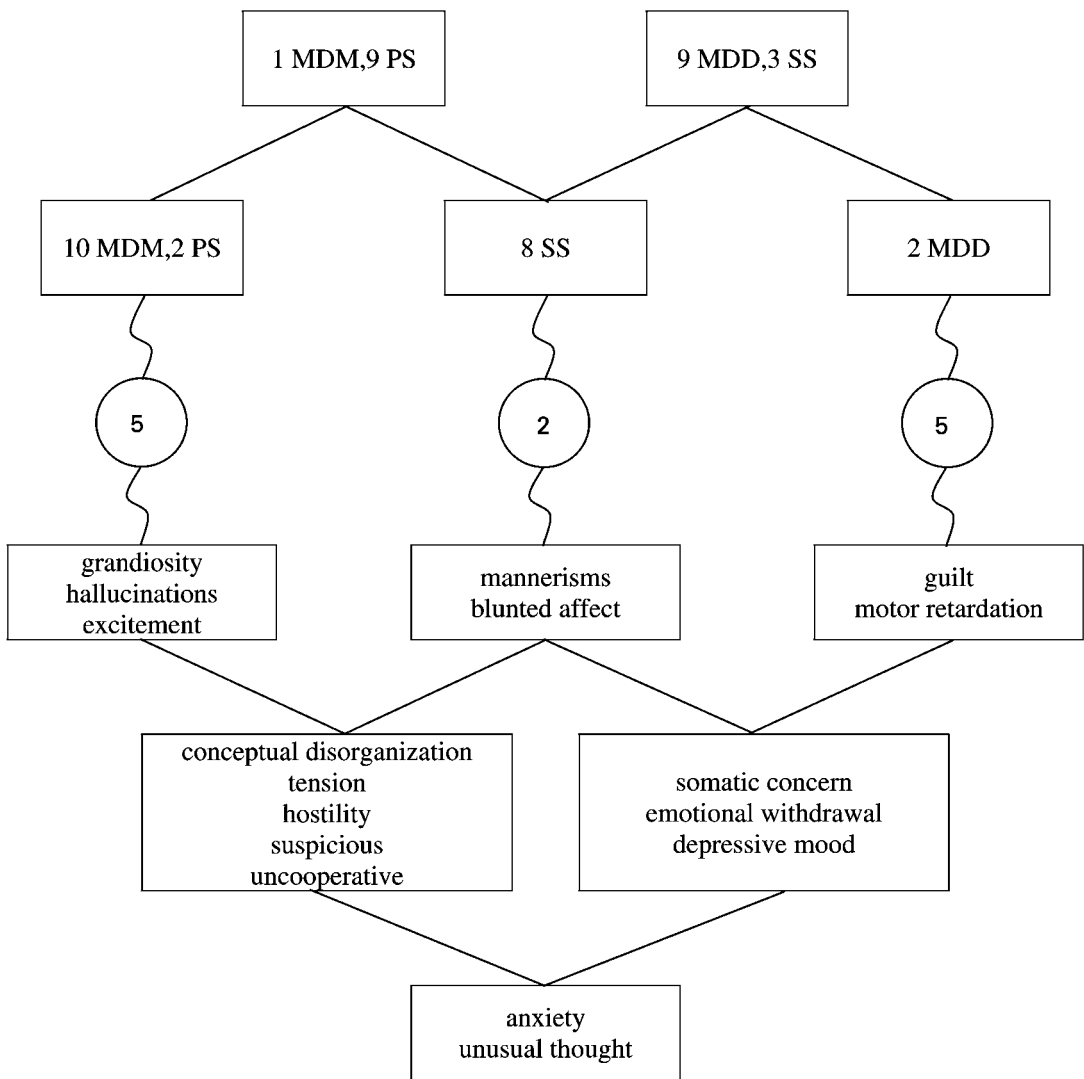 1 MDM,9 PS
9 MDD,3 SS
10 MDM,2 PS
8 SS
2 MDD
5
2
5
grandiosity
hallucinations
excitement
mannerisms
blunted affect
guilt
motor retardation
conceptual disorganization
tension
hostility
suspicious
uncooperative
somatic concern
emotional withdrawal
depressive mood
anxiety
unusual thought